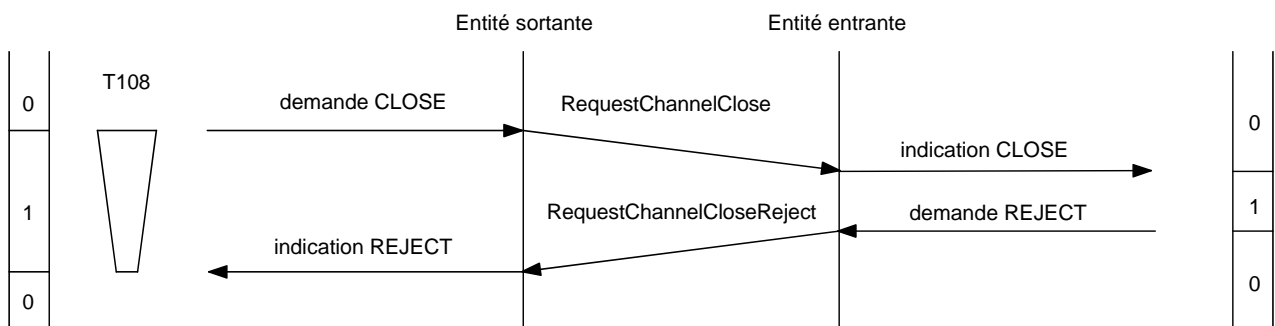 Entité sortante
Entité entrante
T108
0
demande CLOSE
RequestChannelClose
0
indication CLOSE
1
RequestChannelCloseReject
demande REJECT
1
indication REJECT
0
0